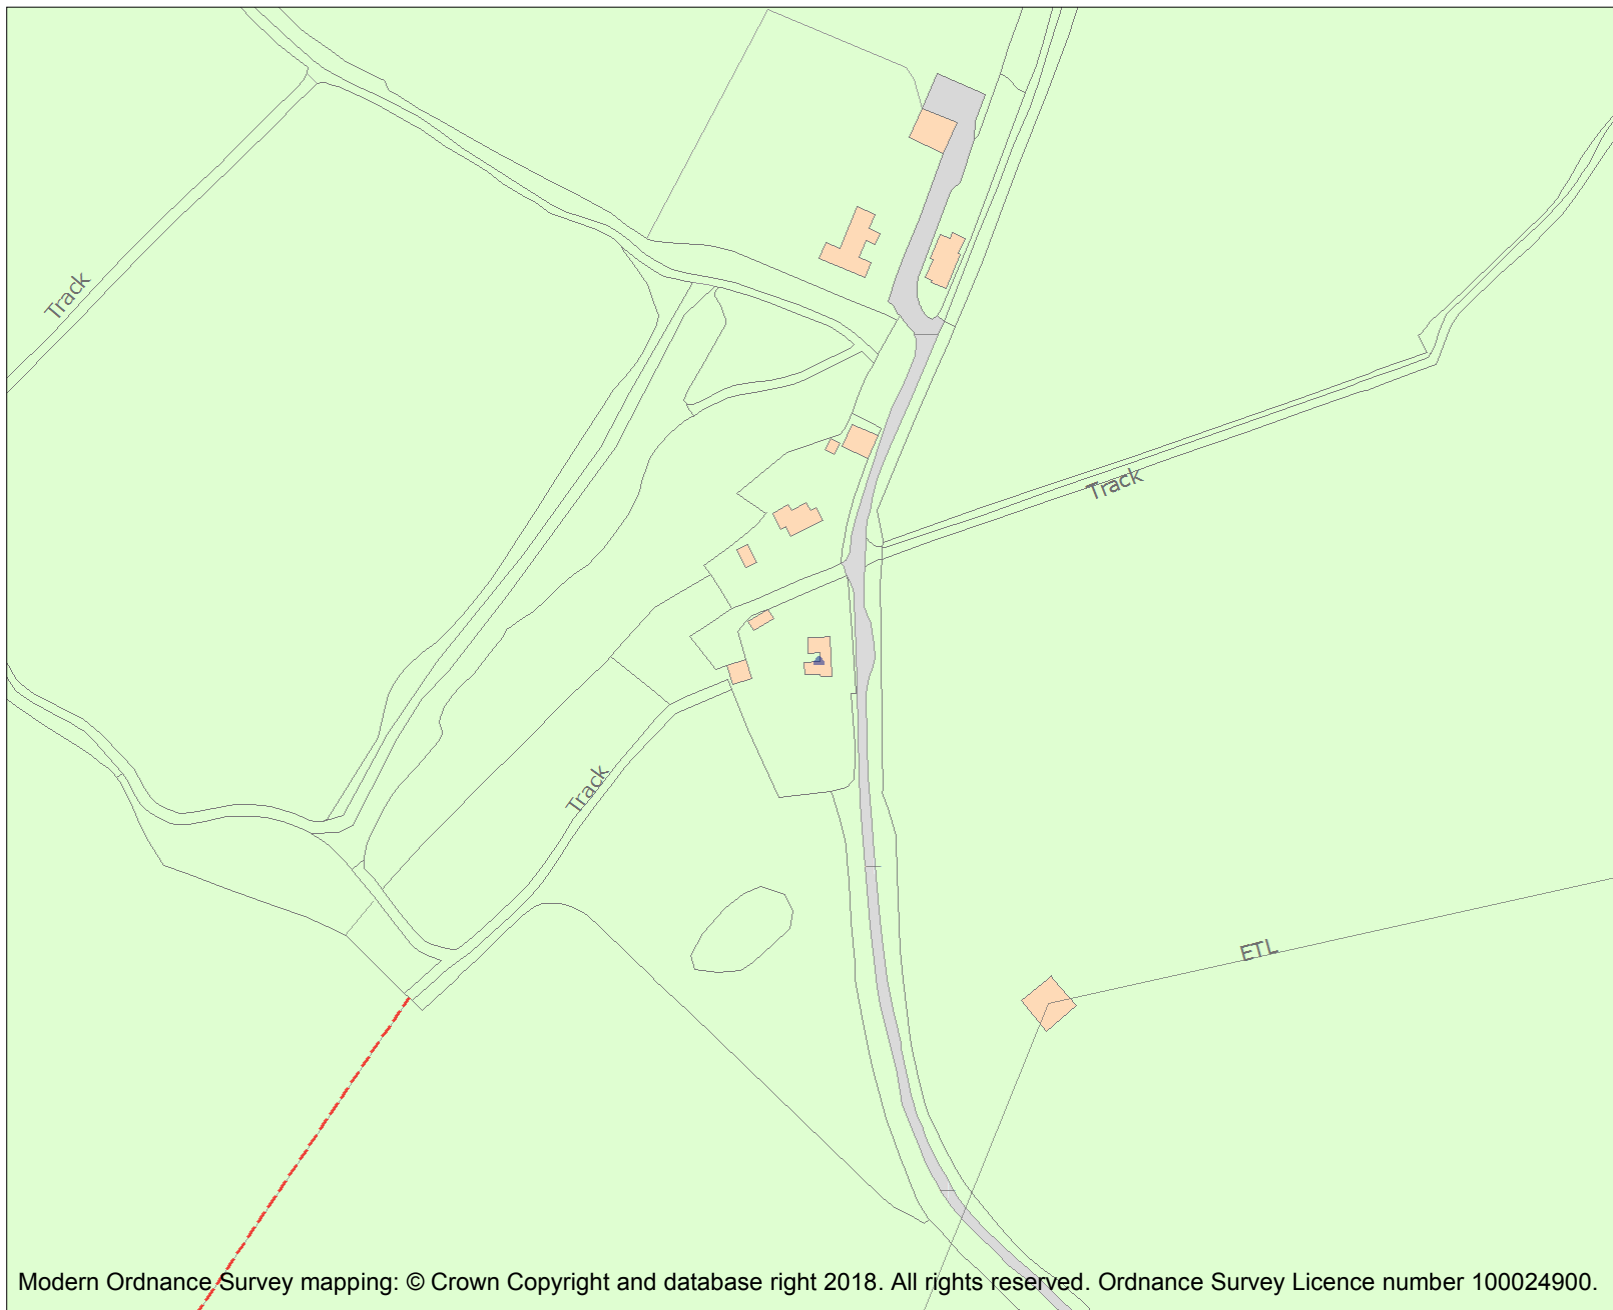 Track
Track
Track
ETL
Modern Ordnance Survey mapping: © Crown Copyright and database right 2018. All rights reserved. Ordnance Survey Licence number 100024900.